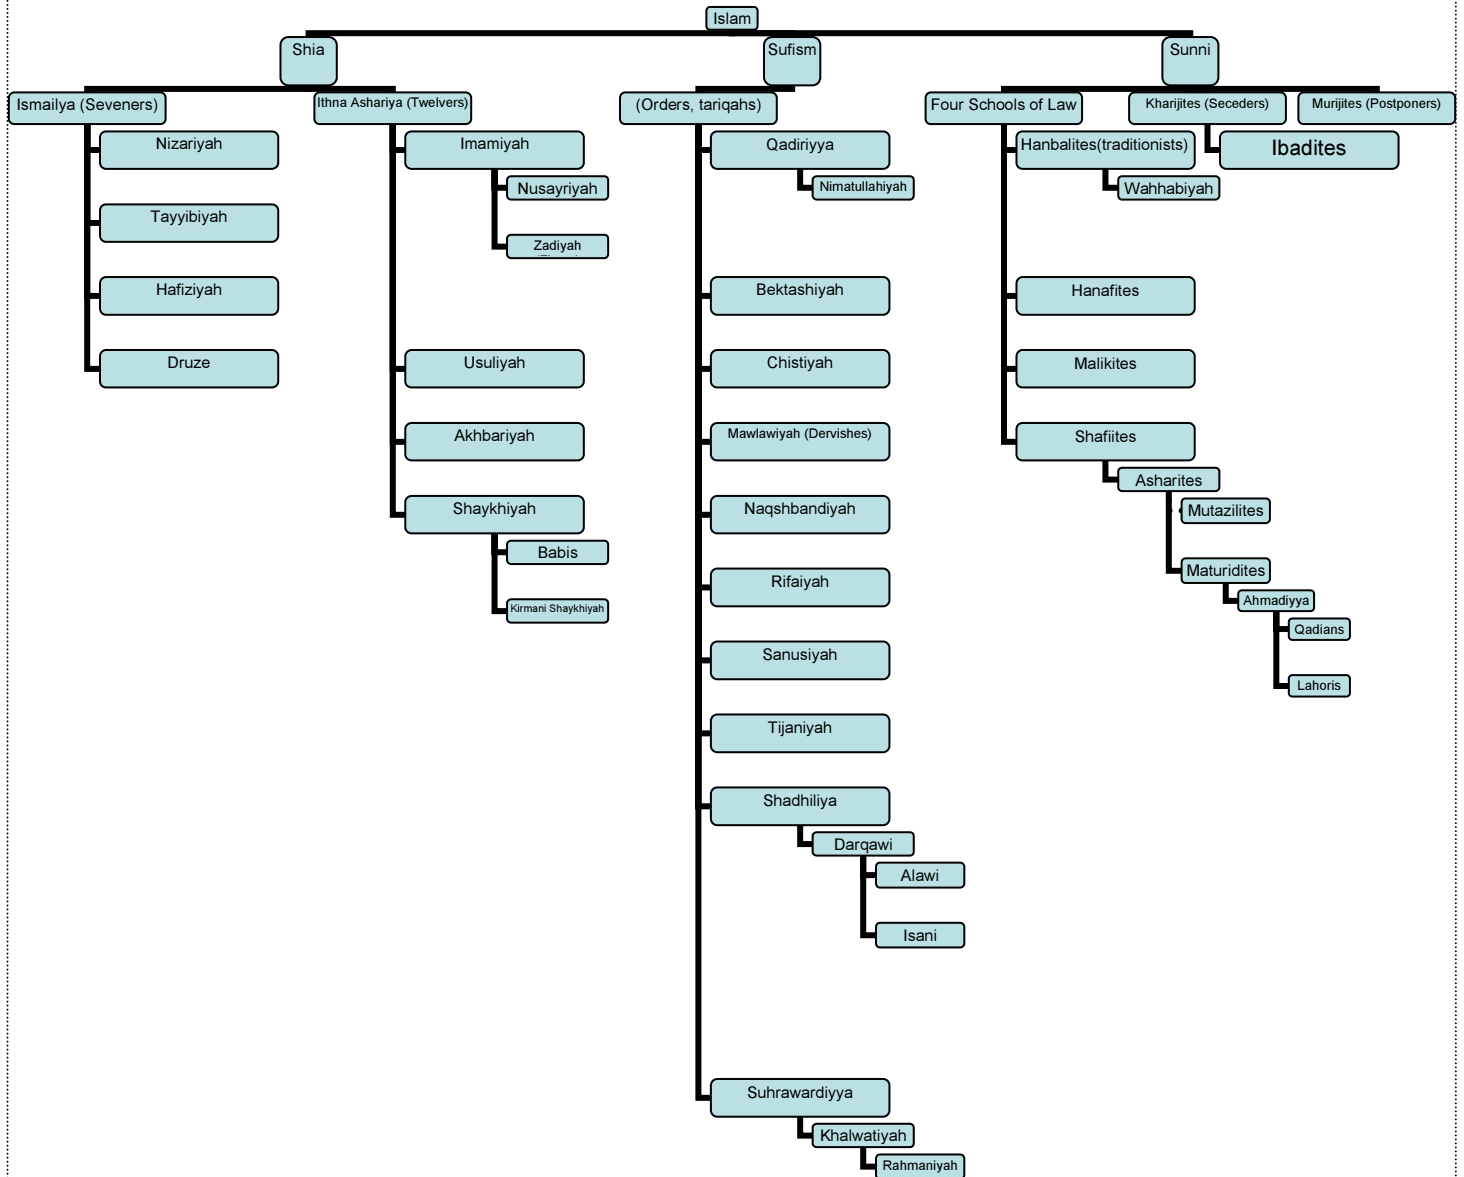 Islam
Shia
Sufism
Sunni
Ismailya (Seveners)
Ithna Ashariya (Twelvers)
(Orders, tariqahs)
Four Schools of Law
Kharijites (Seceders)
Murijites (Postponers)
Nizariyah
Tayyibiyah
Hafiziyah
Druze
Imamiyah
Nusayriyah
Zadiyah
Usuliyah
Akhbariyah
Shaykhiyah
Babis
Kirmani Shaykhiyah
Qadiriyya
Nimatullahiyah
Bektashiyah
Chistiyah
Mawlawiyah (Dervishes)
Naqshbandiyah
Rifaiyah
Sanusiyah
Tijaniyah
Shadhiliya
Darqawi
Alawi
Isani
Suhrawardiyya
Khalwatiyah
Rahmaniyah
Hanbalites(traditionists)
Wahhabiyah
Hanafites
Malikites
Shafiites
Asharites
Mutazilites
Maturidites
Ahmadiyya
Qadians
Lahoris
Ibadites